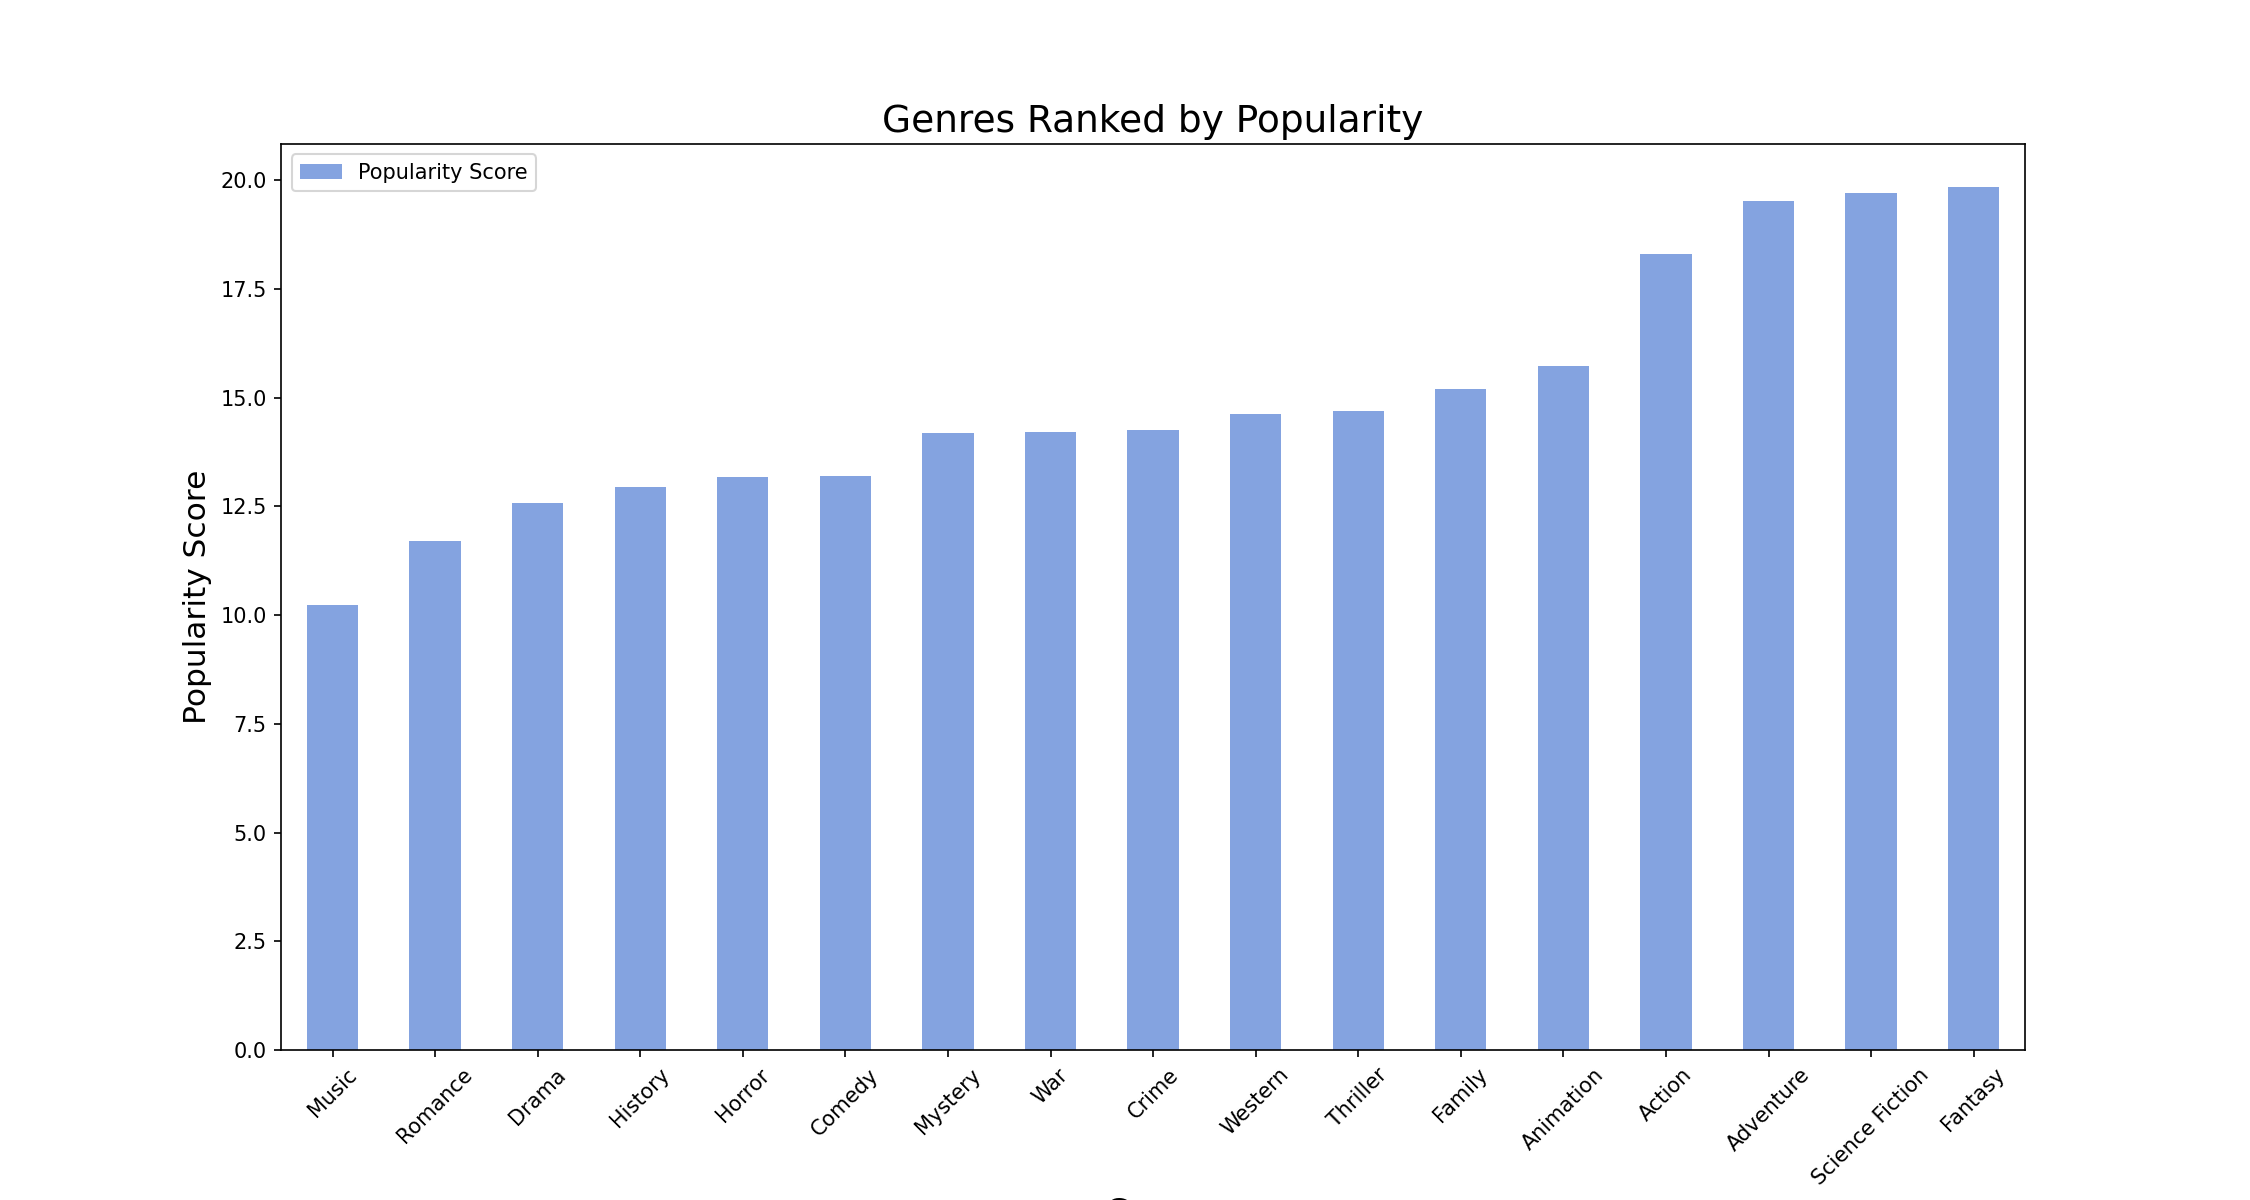 Genres Ranked by Popularity
Popularity Score
Popularity Score
20.0
17.5
15.0
12.5
10.0
7.5
5.0
2.5
0.0
Music
Romance
Drama
History
Horror
Comedy
Mystery
War
Crime
Western
Thriller
Family
Animation
Action
Adventure
Science Fiction
Fantasy